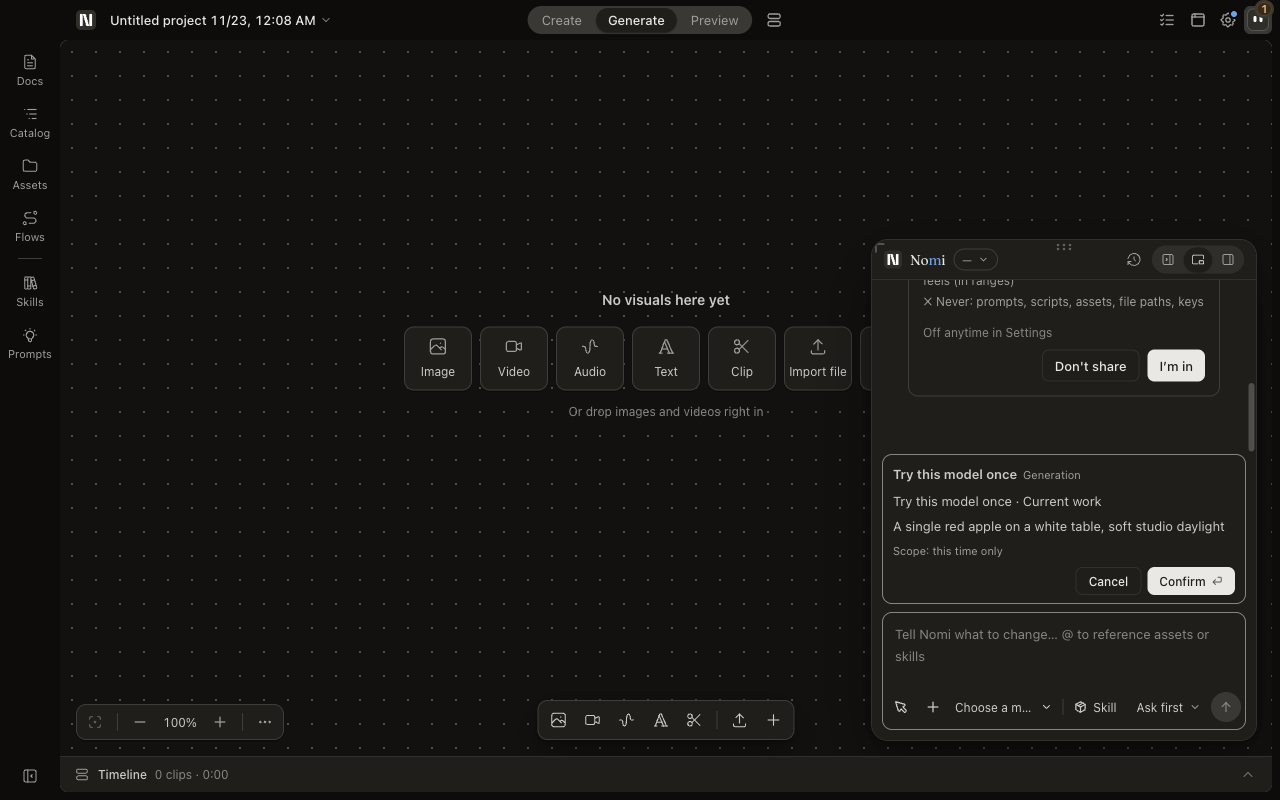 Untitled project 11/23, 12:08 AM
Create
Generate
Preview
1
Docs
Catalog
Assets
Flows
Skills
Prompts
No visuals here yet
Image
Video
Audio
Text
Clip
Import file
Or drop images and videos right in
100%
Timeline
0 clips · 0:00
Nomi
—
feels (in ranges)
✕ Never: prompts, scripts, assets, file paths, keys
Off anytime in Settings
Don't share
I'm in
Try this model once Generation
Try this model once · Current work
A single red apple on a white table, soft studio daylight
Scope: this time only
Cancel
Confirm ⏎
Tell Nomi what to change... @ to reference assets or
skills
Choose a m...
Skill
Ask first